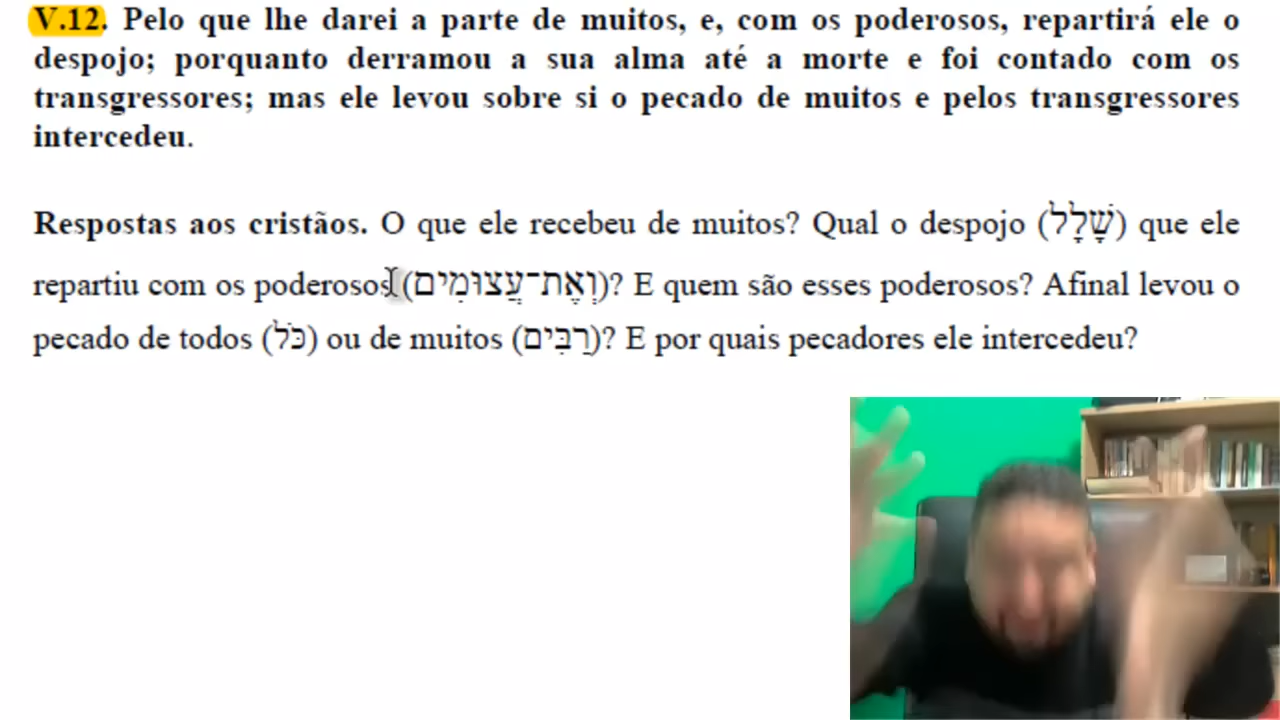 V.12. Pelo que lhe darei a parte de muitos, e, com os poderosos, repartirá ele o
despojo; porquanto derramou a sua alma até a morte e foi contado com os
transgressores; mas ele levou sobre si o pecado de muitos e pelos transgressores
intercedeu.
Respostas aos cristãos. O que ele recebeu de muitos? Qual o despojo (שָׁלָל) que ele
repartiu com os poderosos (וְאֶת־עֲצוּמִים)? E quem são esses poderosos? Afinal levou o
pecado de todos (כֹּל) ou de muitos (רַבִּים)? E por quais pecadores ele intercedeu?